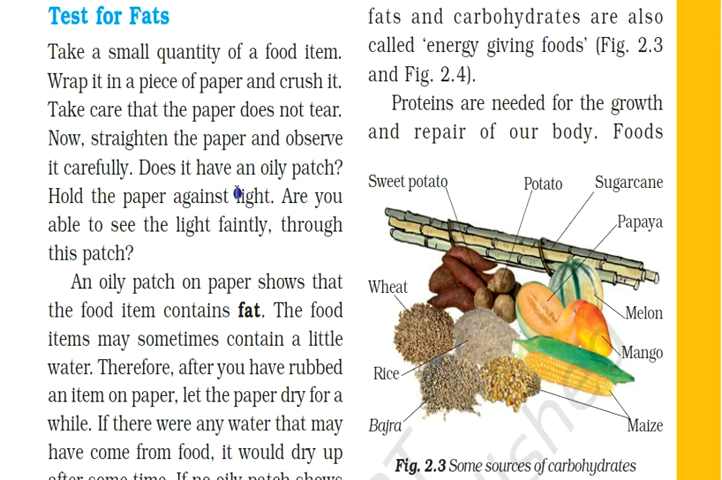 Test for Fats
Take a small quantity of a food item.
Wrap it in a piece of paper and crush it.
Take care that the paper does not tear.
Now, straighten the paper and observe
it carefully. Does it have an oily patch?
Hold the paper against light. Are you
able to see the light faintly, through
this patch?
An oily patch on paper shows that
the food item contains fat. The food
items may sometimes contain a little
water. Therefore, after you have rubbed
an item on paper, let the paper dry for a
while. If there were any water that may
have come from food, it would dry up
after some time. If no oily patch shows
fats and carbohydrates are also
called ‘energy giving foods’ (Fig. 2.3
and Fig. 2.4).
Proteins are needed for the growth
and repair of our body. Foods
Sweet potato
Potato
Sugarcane
Papaya
Wheat
Melon
Mango
Rice
Bajra
Maize
Fig. 2.3 Some sources of carbohydrates